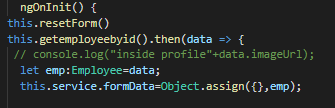 ngOnInit() {
this.resetForm()
this.getemployeebyid().then(data => {
// console.log("inside profile"+data.imageUrl);
let emp:Employee=data;
this.service.formData=Object.assign({},emp);